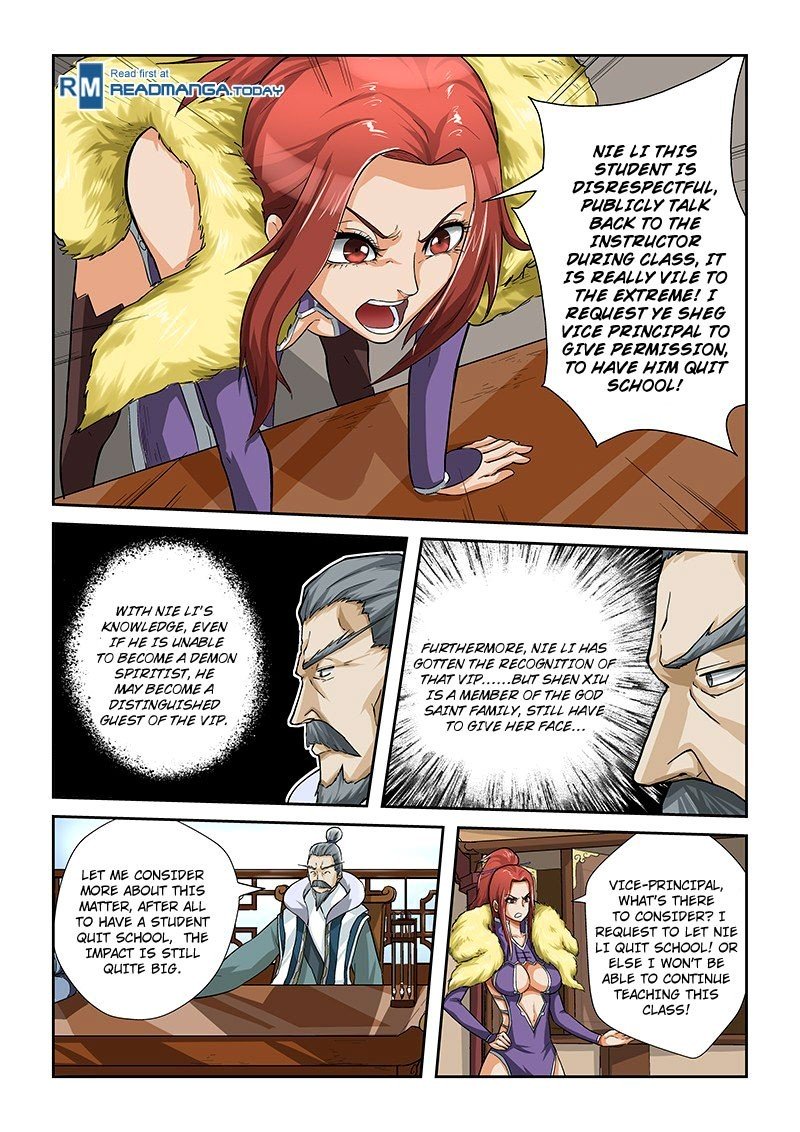 RM
Read first at
READMANGA.TODAY
NIE LI THIS
STUDENT IS
DISRESPECTFUL,
PUBLICLY TALK
BACK TO THE
INSTRUCTOR
DURING CLASS, IT
IS REALLY VILE TO
THE EXTREME! I
REQUEST YE SHEG
VICE PRINCIPAL TO
GIVE PERMISSION,
TO HAVE HIM QUIT
SCHOOL!
WITH NIE LI'S
KNOWLEDGE, EVEN
IF HE IS UNABLE
TO BECOME A DEMON
SPIRITIST, HE
MAY BECOME A
DISTINGUISHED
GUEST OF THE VIP.
FURTHERMORE, NIE LI HAS
GOTTEN THE RECOGNITION OF
THAT VIP......BUT SHEN XIU
IS A MEMBER OF THE GOD
SAINT FAMILY, STILL HAVE
TO GIVE HER FACE...
LET ME CONSIDER
MORE ABOUT THIS
MATTER, AFTER ALL
TO HAVE A STUDENT
QUIT SCHOOL, THE
IMPACT IS STILL
QUITE BIG.
VICE-PRINCIPAL,
WHAT'S THERE
TO CONSIDER? I
REQUEST TO LET NIE
LI QUIT SCHOOL! OR
ELSE I WON'T BE
ABLE TO CONTINUE
TEACHING THIS
CLASS!